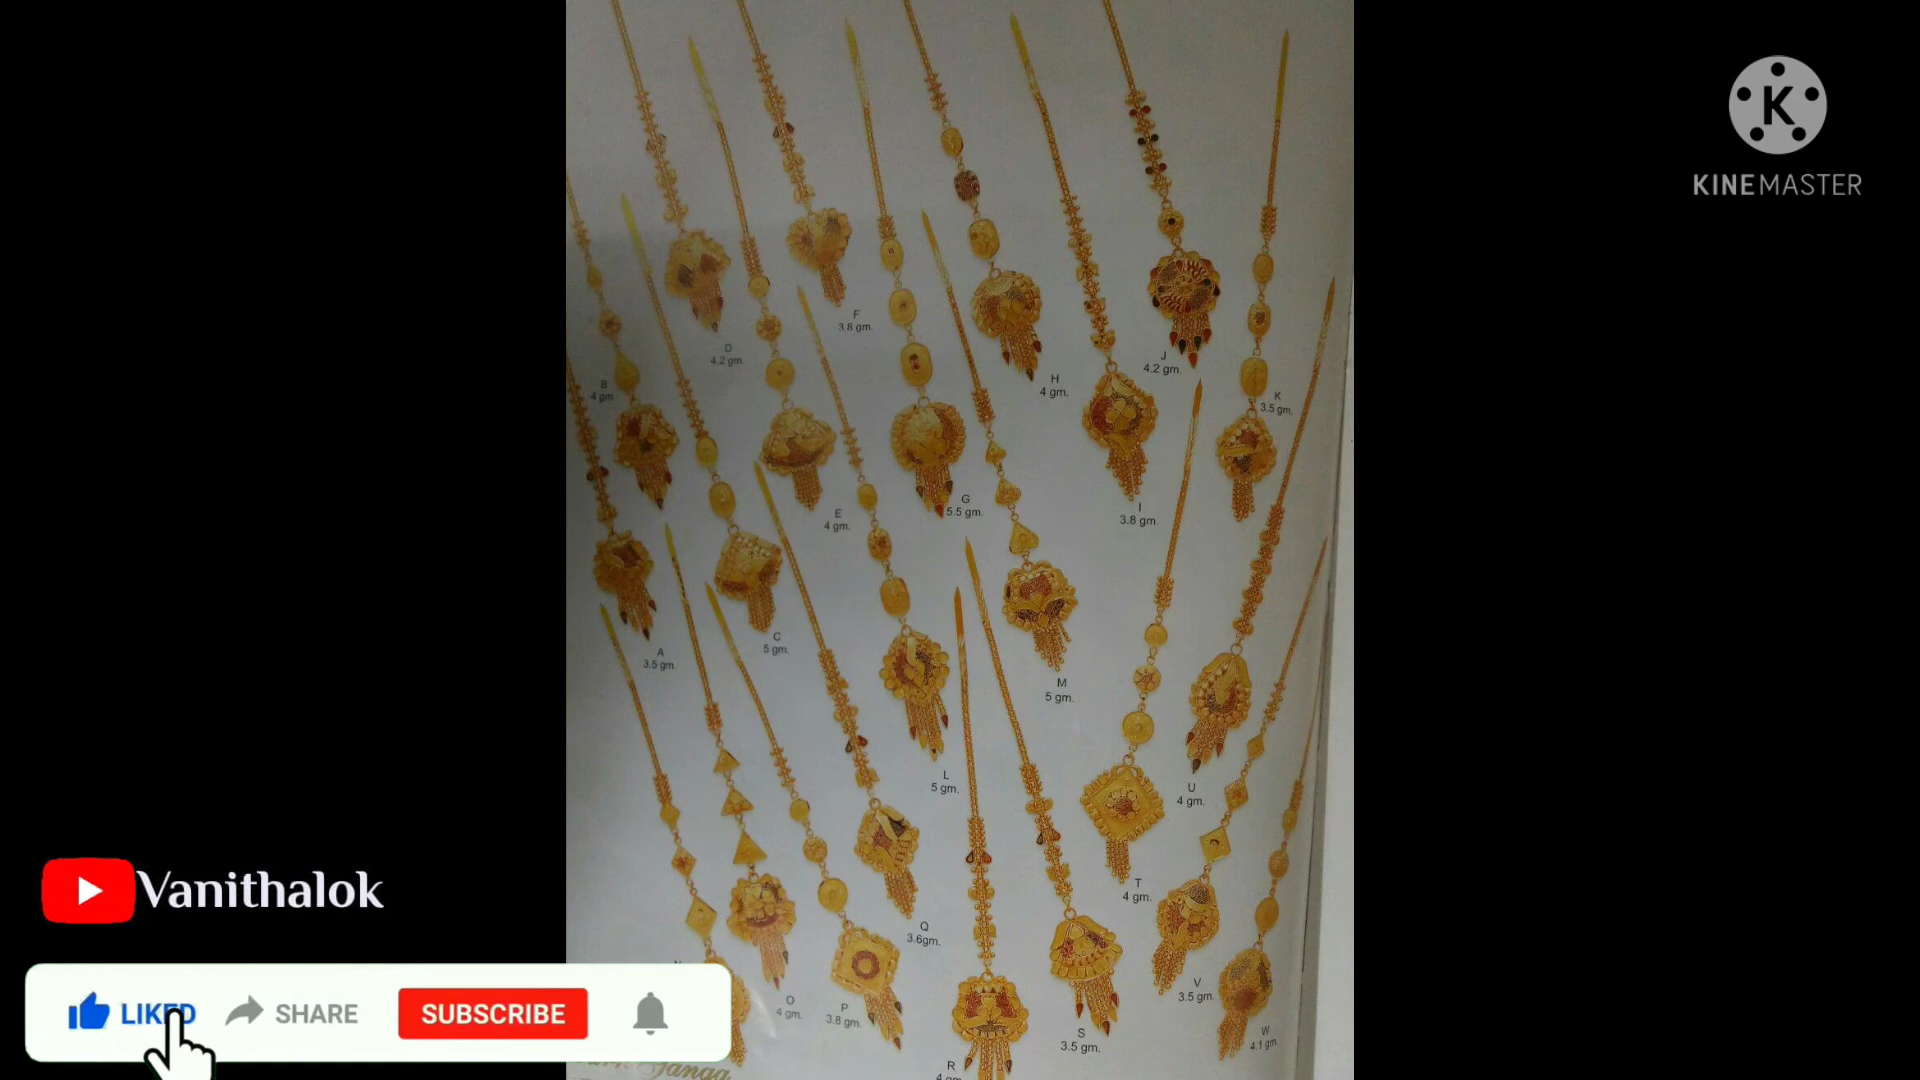 KINEMASTER
F
3.8 gm.
D
4.2 gm.
J
4.2 gm.
H
4 gm.
B
4 gm.
K
3.5 gm.
G
5.5 gm.
E
4 gm.
I
3.8 gm.
C
5 gm.
A
3.5 gm.
M
5 gm.
L
5 gm.
U
4 gm.
T
4 gm.
Vanithalok
Q
3.6gm.
V
3.5 gm.
O
4 gm.
P
3.8 gm.
LIKED SHARE SUBSCRIBE
S
3.5 gm.
W
4.1 gm.
R
4 gm.
Ganga